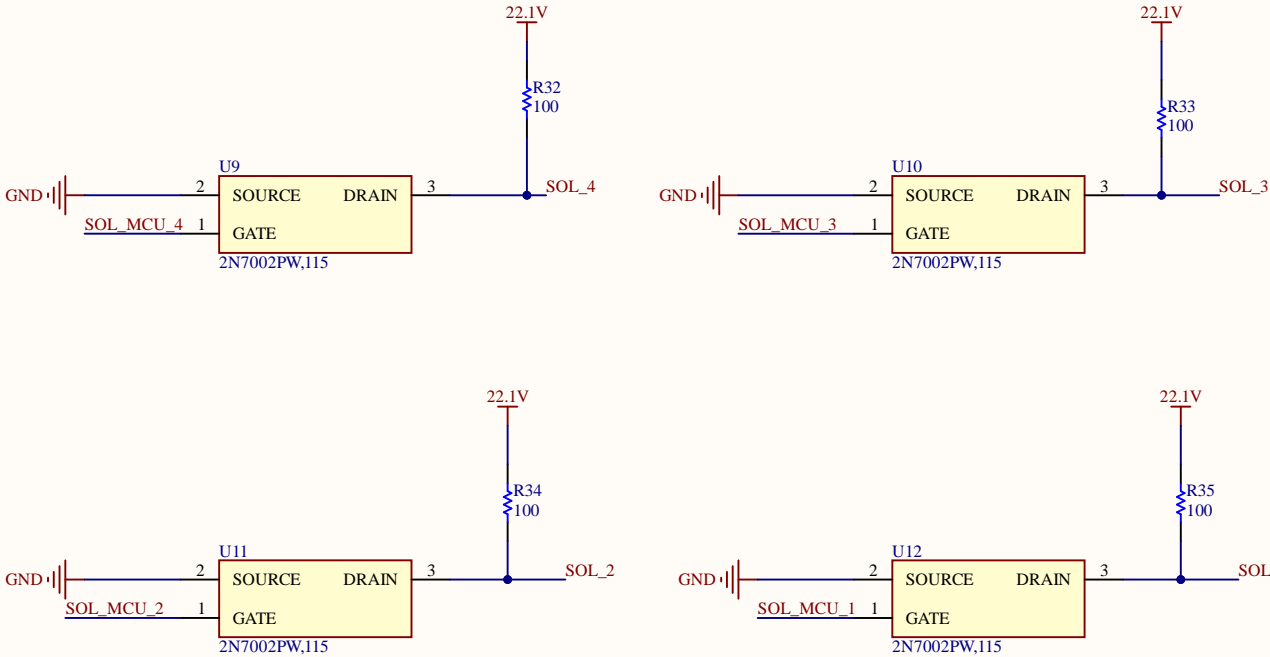 22.1V
R32
100
U9
GND
2
SOURCE
DRAIN
3
SOL_4
SOL_MCU_4
1
GATE
2N7002PW,115
22.1V
R33
100
U10
GND
2
SOURCE
DRAIN
3
SOL_3
SOL_MCU_3
1
GATE
2N7002PW,115
22.1V
R34
100
U11
GND
2
SOURCE
DRAIN
3
SOL_2
SOL_MCU_2
1
GATE
2N7002PW,115
22.1V
R35
100
U12
GND
2
SOURCE
DRAIN
3
SOL
SOL_MCU_1
1
GATE
2N7002PW,115